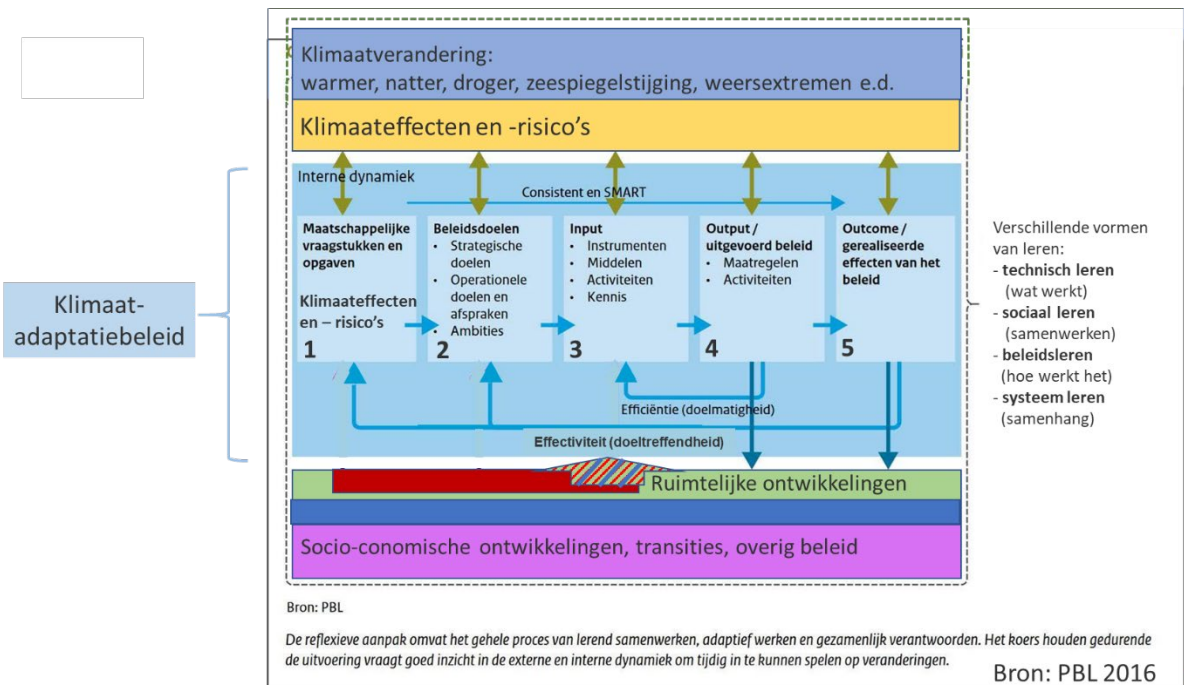 Klimaatverandering:
warmer, natter, droger, zeespiegelstijging, weersextremen e.d.
Klimaateffecten en -risico's
Interne dynamiek
Consistent en SMART
Maatschappelijke
vraagstukken en
opgaven
Klimaateffecten
en – risico's
1
Beleidsdoelen
• Strategische
doelen
• Operationele
doelen en
afspraken
• Ambities
2
Input
• Instrumenten
• Middelen
• Activiteiten
• Kennis
3
Output /
uitgevoerd beleid
• Maatregelen
• Activiteiten
4
Outcome /
gerealiseerde
effecten van het
beleid
5
Efficiëntie (doelmatigheid)
Effectiviteit (doeltreffendheid)
Klimaat-
adaptatiebeleid
Verschillende vormen
van leren:
- technisch leren
(wat werkt)
- sociaal leren
(samenwerken)
- beleidsleren
(hoe werkt het)
- systeem leren
(samenhang)
Ruimtelijke ontwikkelingen
Socio-conomische ontwikkelingen, transities, overig beleid
Bron: PBL
De reflexieve aanpak omvat het gehele proces van lerend samenwerken, adaptief werken en gezamenlijk verantwoorden. Het koers houden gedurende
de uitvoering vraagt goed inzicht in de externe en interne dynamiek om tijdig in te kunnen spelen op veranderingen.
Bron: PBL 2016